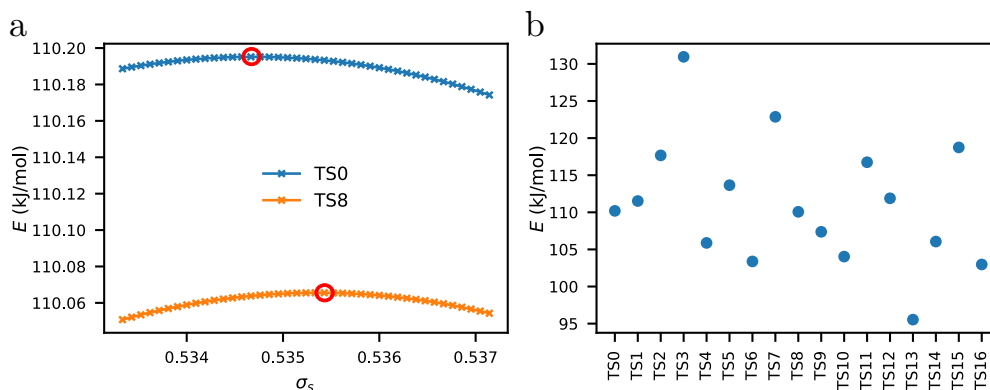 a
110.20
110.18
110.16
110.14
110.12
110.10
110.08
110.06
E (kJ/mol)
TS0
TS8
0.534
0.535
0.536
0.537
σs
b
130
125
120
115
110
105
100
95
E (kJ/mol)
TS0
TS1
TS2
TS3
TS4
TS5
TS6
TS7
TS8
TS9
TS10
TS11
TS12
TS13
TS14
TS15
TS16